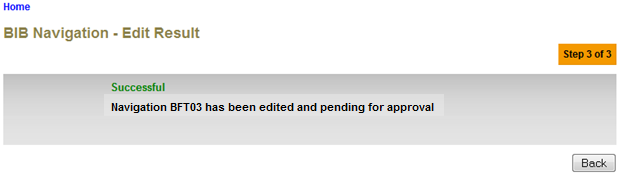 Home
BIB Navigation - Edit Result
Step 3 of 3
Successful
Navigation BFT03 has been edited and pending for approval
Back